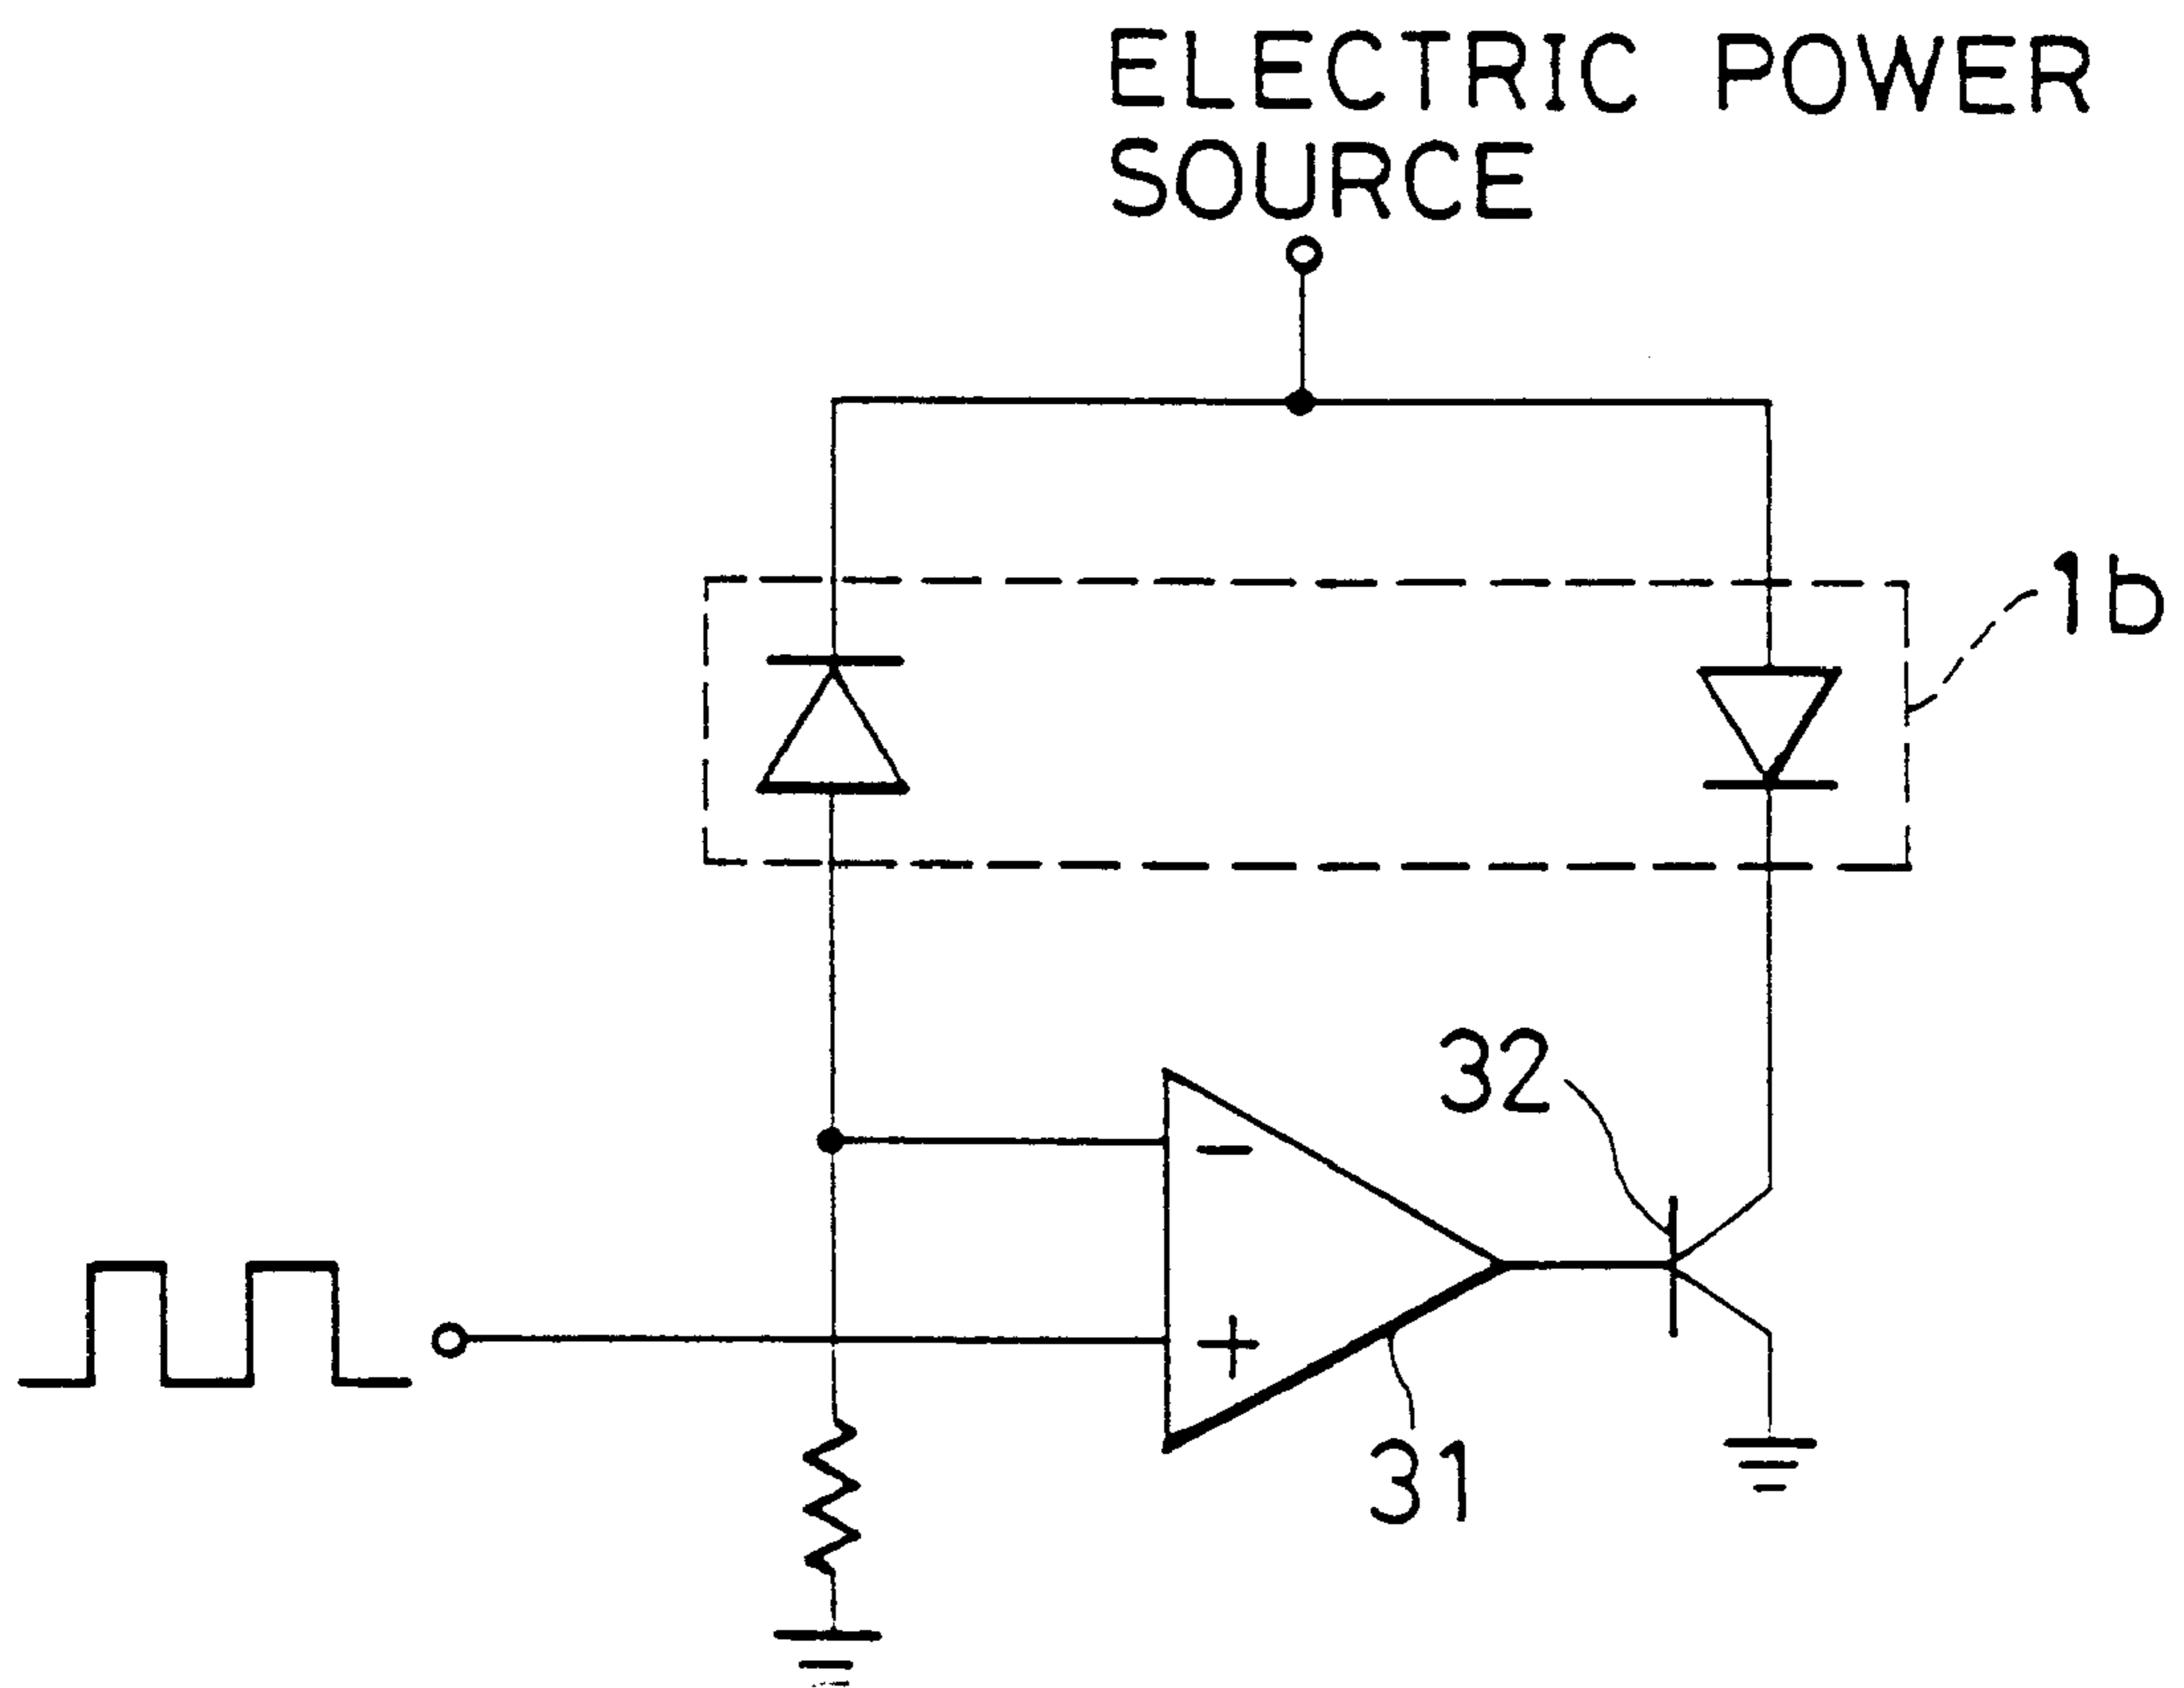 ELECTRIC POWER
SOURCE
1b
32
-
+
31